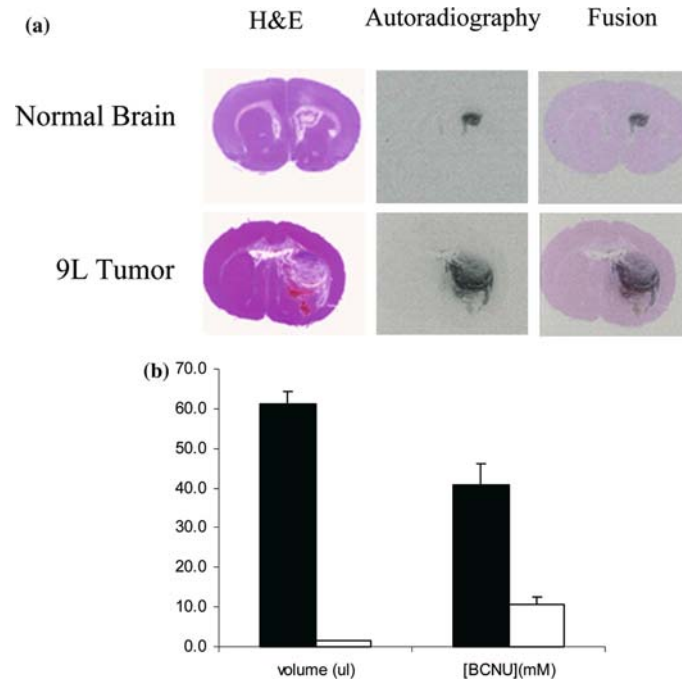 (a)
H&E Autoradiography Fusion
Normal Brain
9L Tumor
(b)
70.0
60.0
50.0
40.0
30.0
20.0
10.0
0.0
volume (ul) [BCNU](mM)